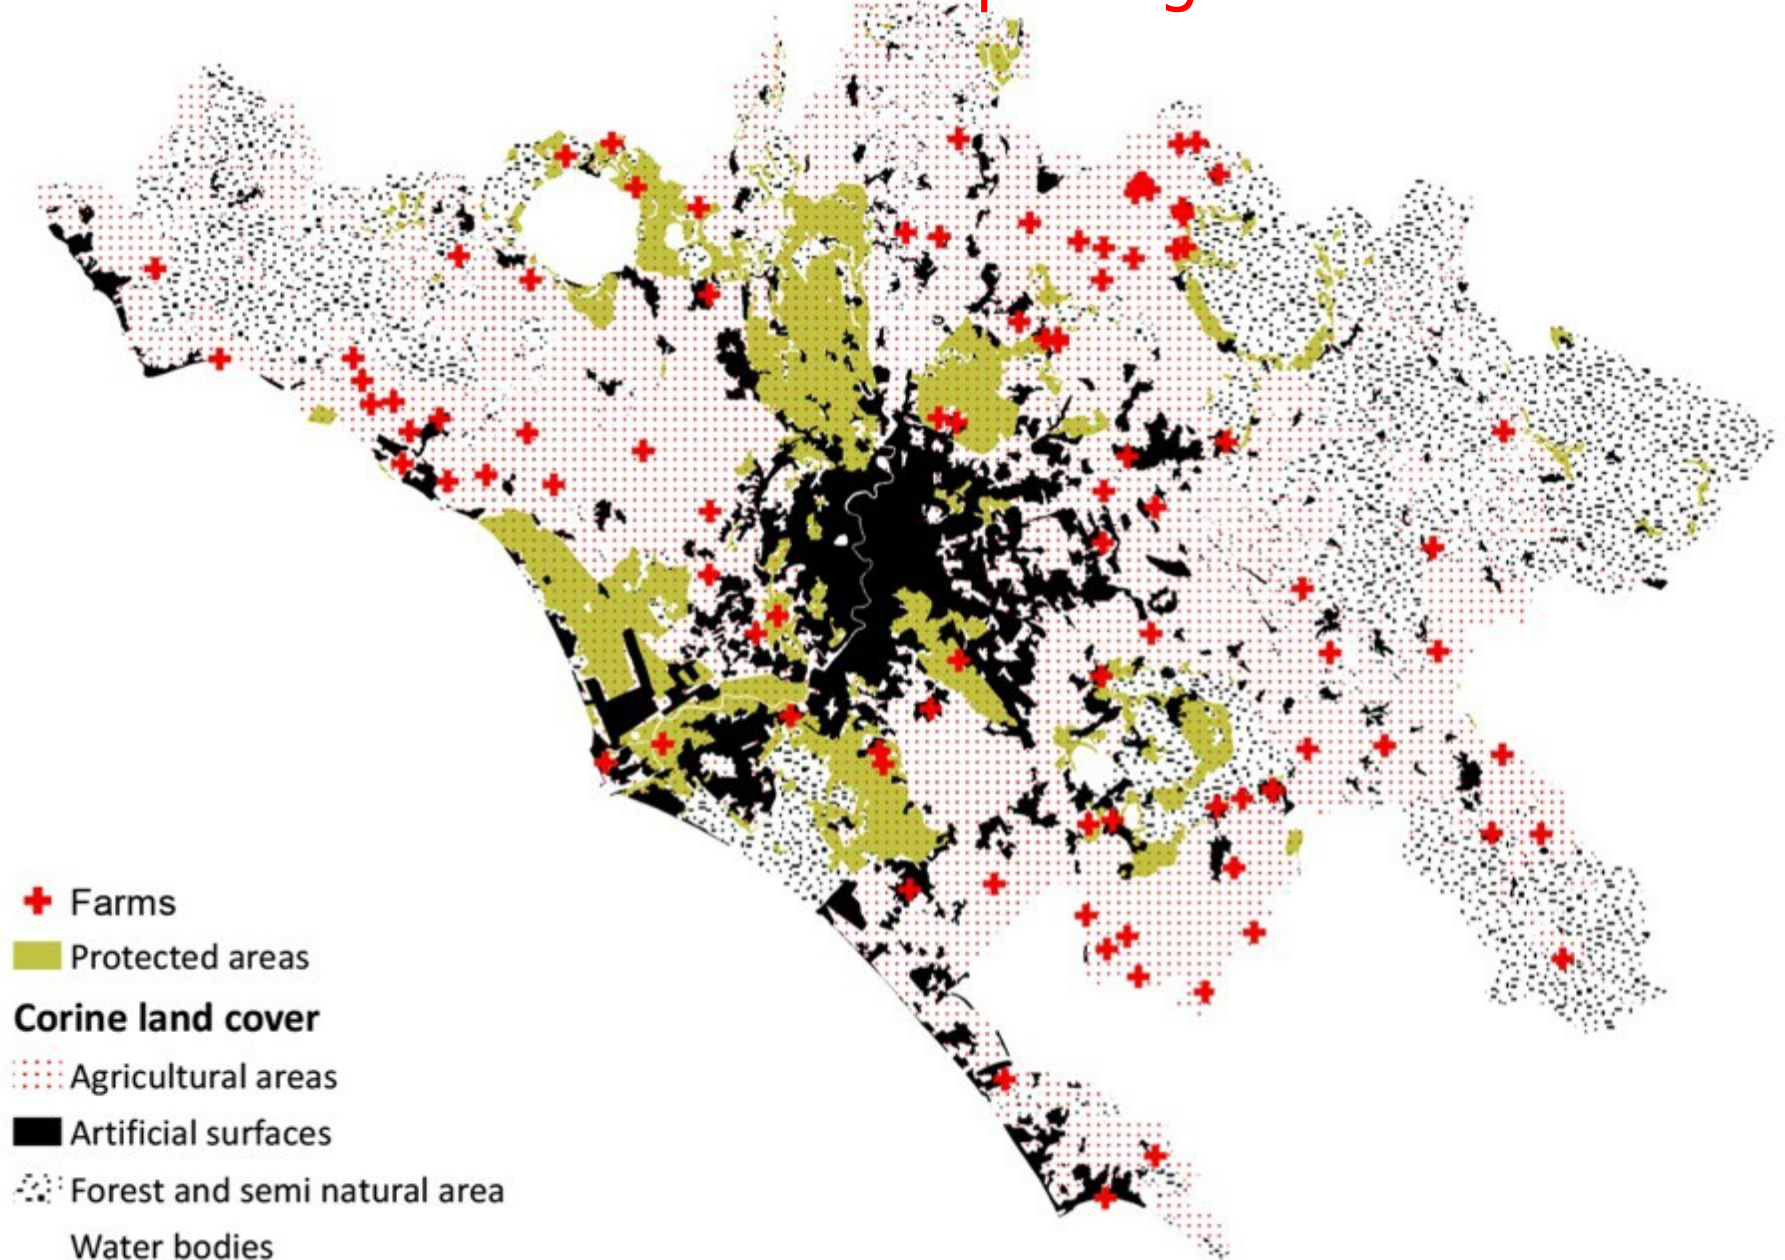 Farms
Protected areas
Corine land cover
Agricultural areas
Artificial surfaces
Forest and semi natural area
Water bodies